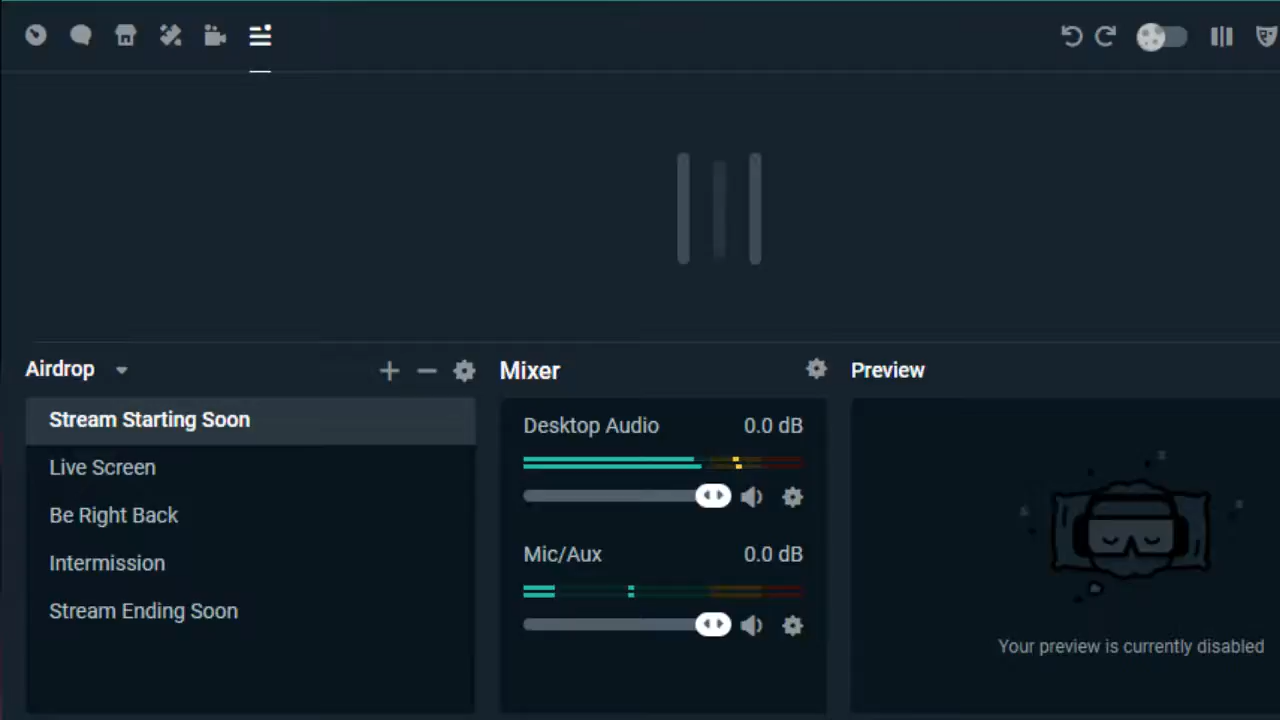 Airdrop
Mixer
Preview
Stream Starting Soon
Live Screen
Be Right Back
Intermission
Stream Ending Soon
Desktop Audio 0.0 dB
Mic/Aux 0.0 dB
Your preview is currently disabled